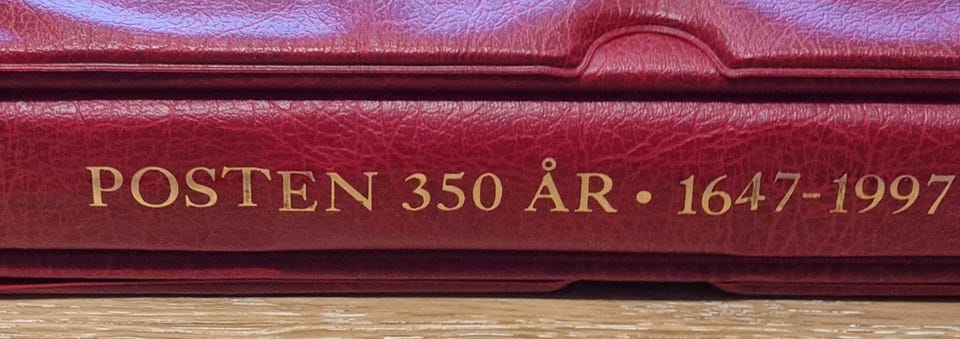 POSTEN 350 ÅR • 1647-1997